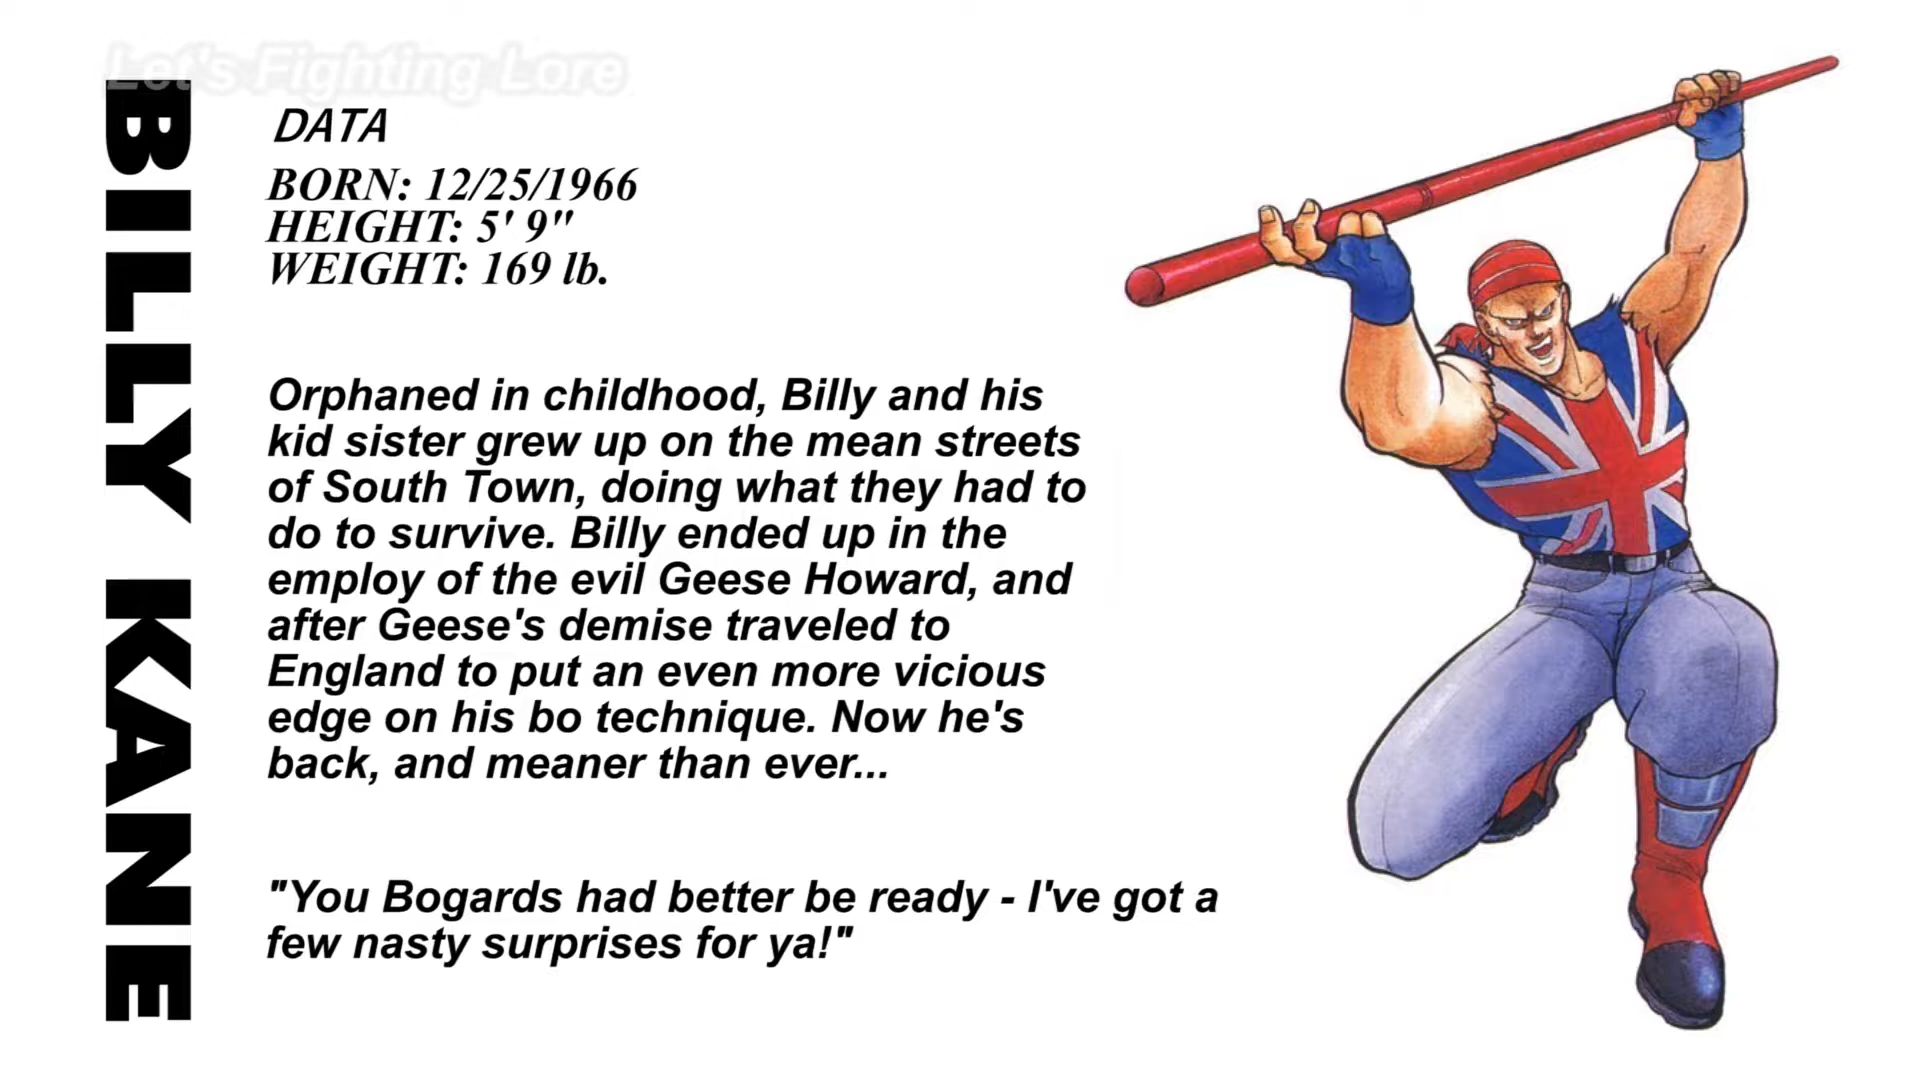 Let's Fighting Lore
BILLY KANE
DATA
BORN: 12/25/1966
HEIGHT: 5' 9"
WEIGHT: 169 lb.
Orphaned in childhood, Billy and his
kid sister grew up on the mean streets
of South Town, doing what they had to
do to survive. Billy ended up in the
employ of the evil Geese Howard, and
after Geese's demise traveled to
England to put an even more vicious
edge on his bo technique. Now he's
back, and meaner than ever...
"You Bogards had better be ready - I've got a
few nasty surprises for ya!"